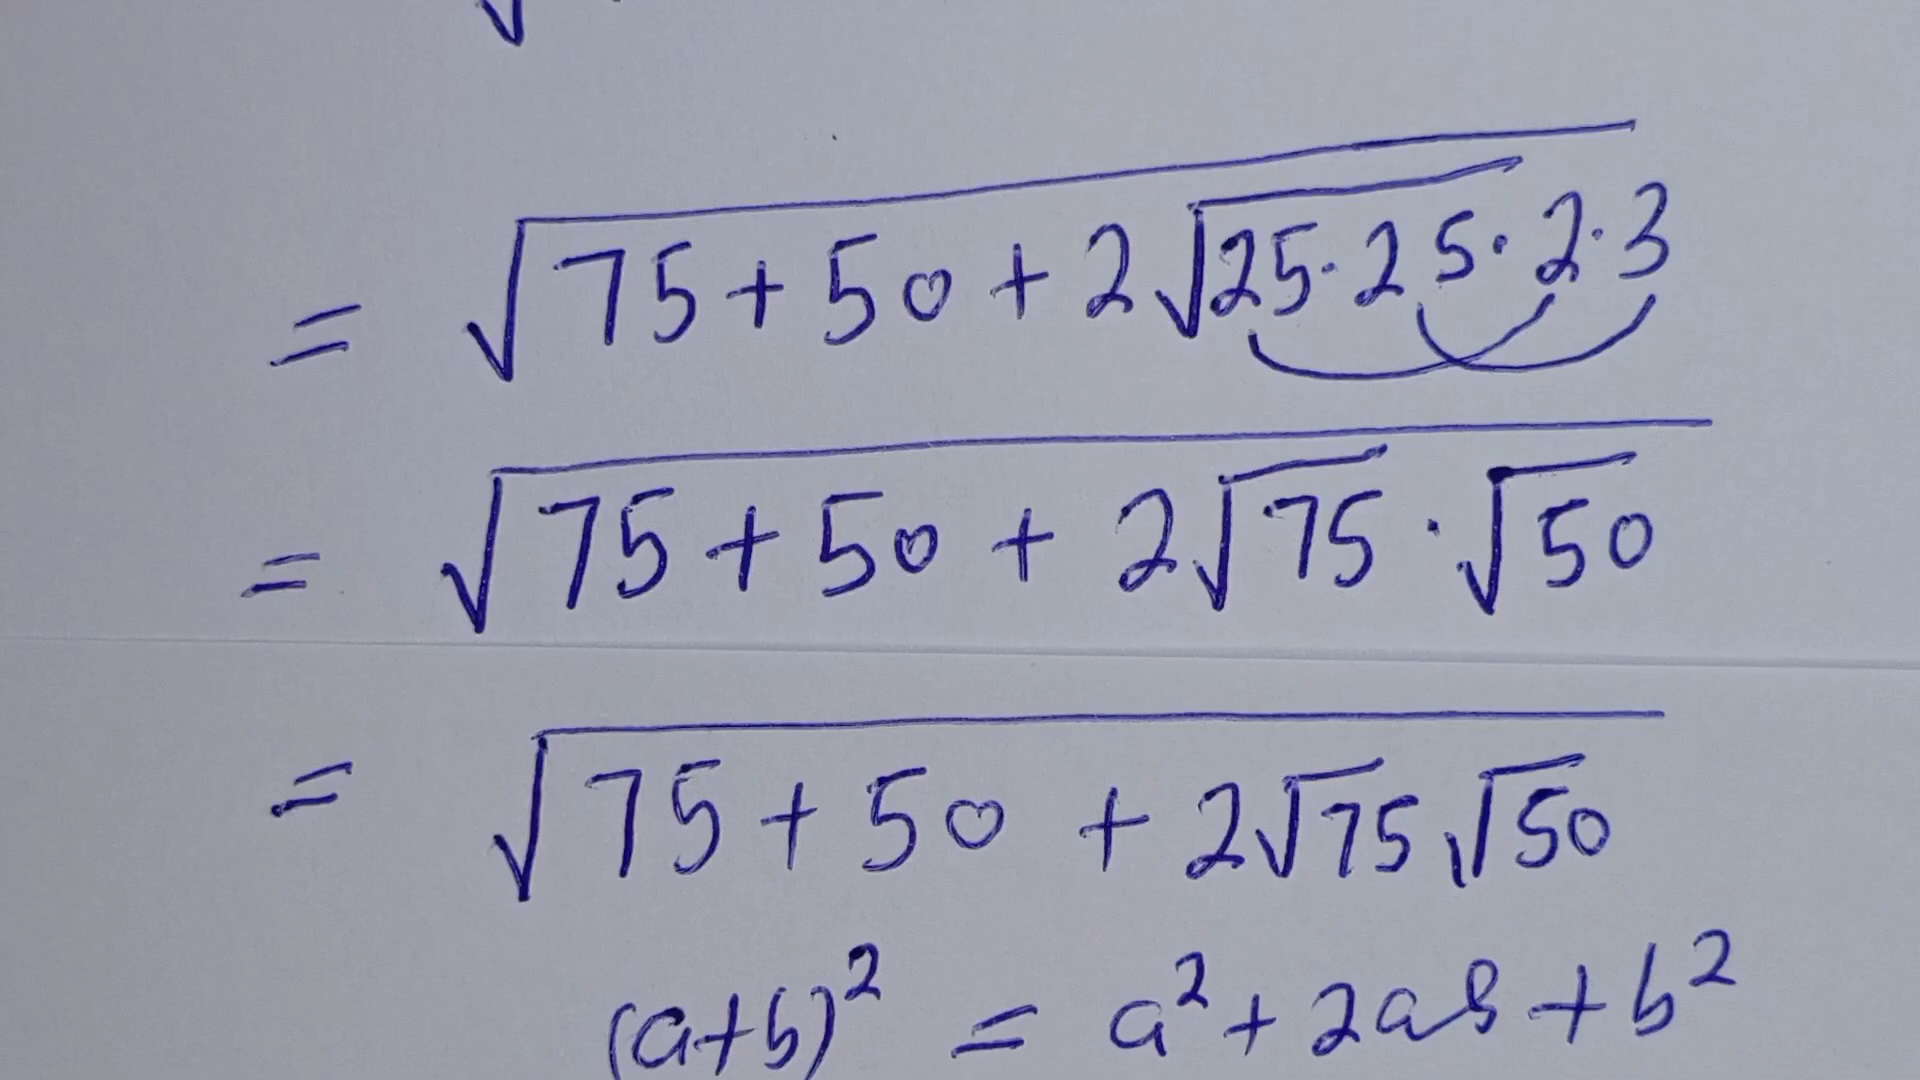 = √75 + 50 + 2√25·25·2·3
= √75 + 50 + 2√75 · √50
= √75 + 50 + 2√75 √50
(a+b)² = a² + 2ab + b²